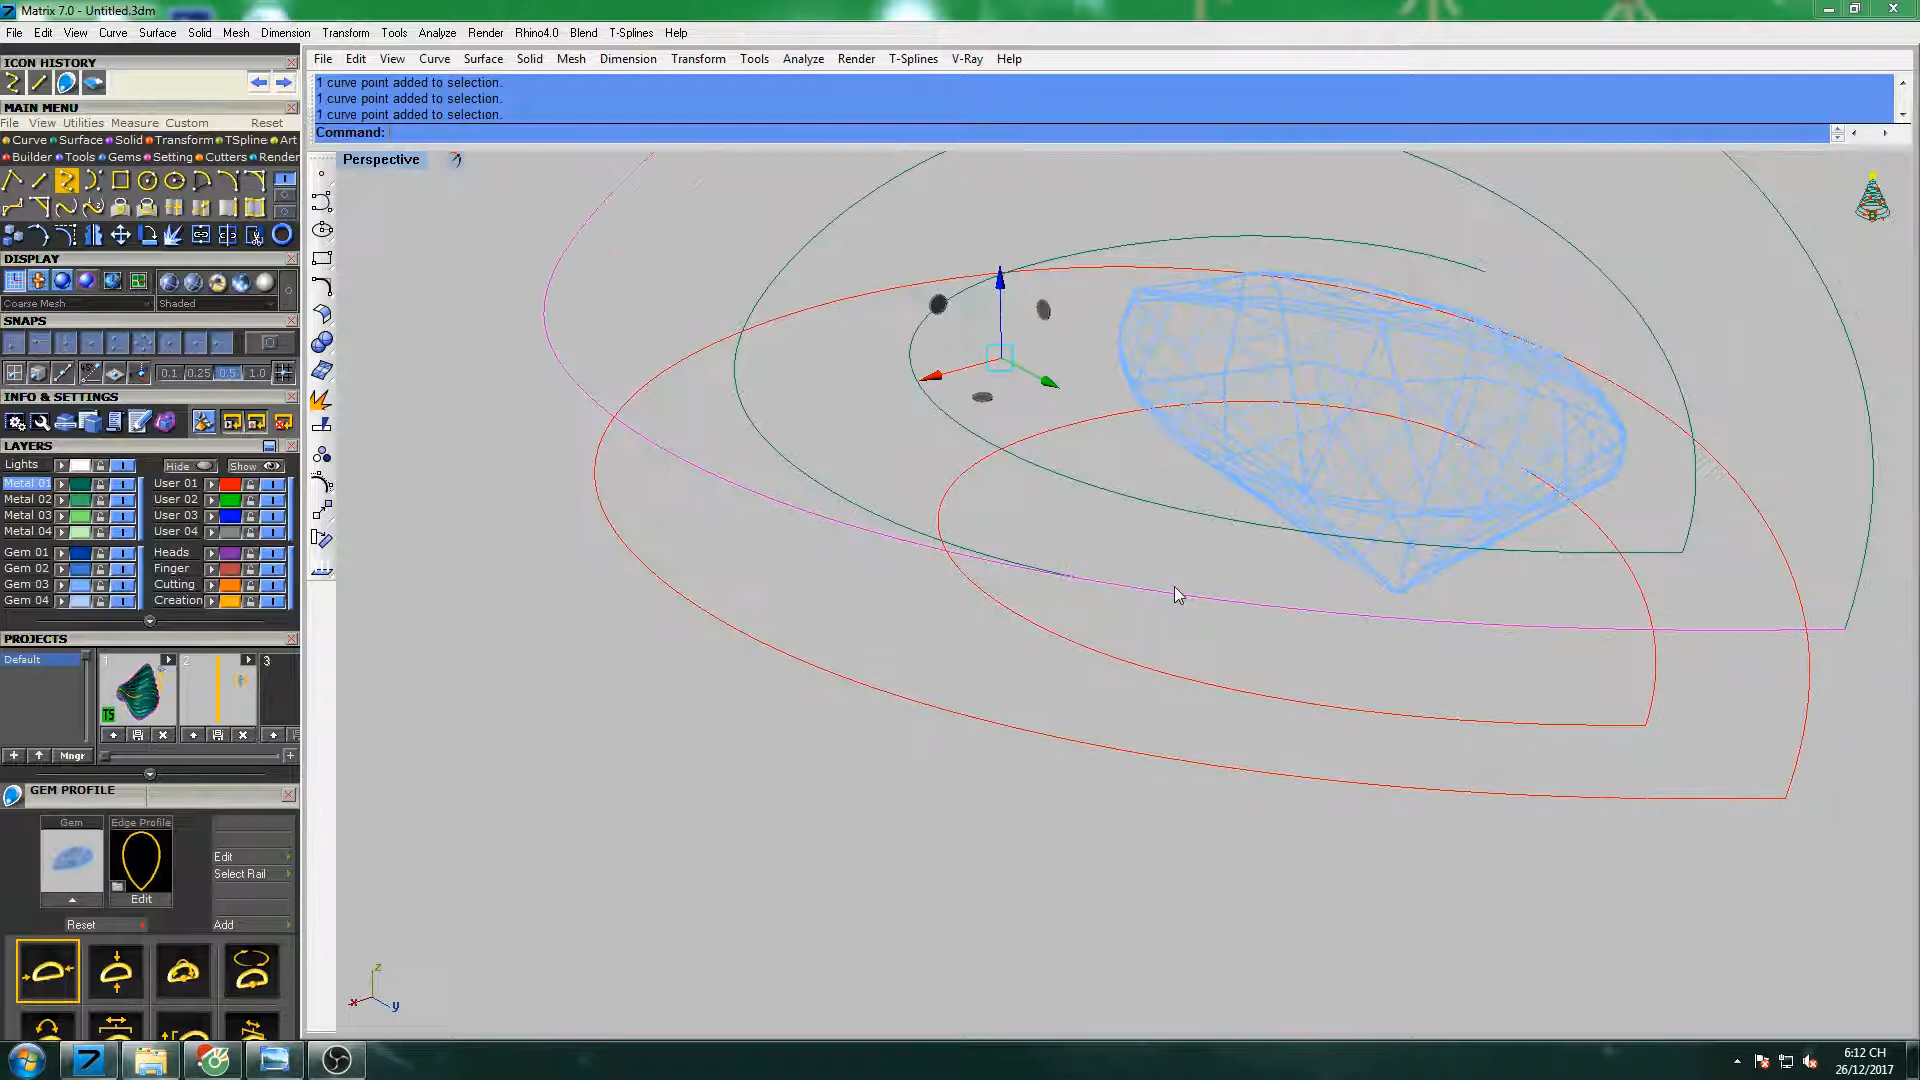 Matrix 7.0 - Untitled.3dm
File Edit View Curve Surface Solid Mesh Dimension Transform Tools Analyze Render Rhino4.0 Blend T-Splines Help
ICON HISTORY
MAIN MENU
File View Utilities Measure Custom Reset
Curve Surface Solid Transform TSpline Art
Builder Tools Gems Setting Cutters Render
DISPLAY
Coarse Mesh Shaded
SNAPS
0.1 0.25 0.5 1.0
INFO & SETTINGS
LAYERS
Lights Hide Show
Metal 01 User 01
Metal 02 User 02
Metal 03 User 03
Metal 04 User 04
Gem 01 Heads
Gem 02 Finger
Gem 03 Cutting
Gem 04 Creation
PROJECTS
Default 1 2 3
TS
Mngr
GEM PROFILE
Gem Edge Profile
Edit
Select Rail
Edit
Reset Add
File Edit View Curve Surface Solid Mesh Dimension Transform Tools Analyze Render T-Splines V-Ray Help
1 curve point added to selection.
1 curve point added to selection.
1 curve point added to selection.
Command:
Perspective
z
x
y
6:12 CH
26/12/2017